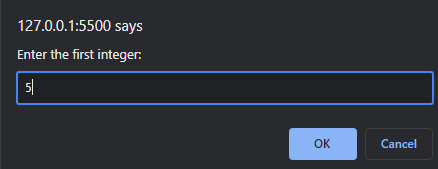 127.0.0.1:5500 says
Enter the first integer:
5
OK
Cancel